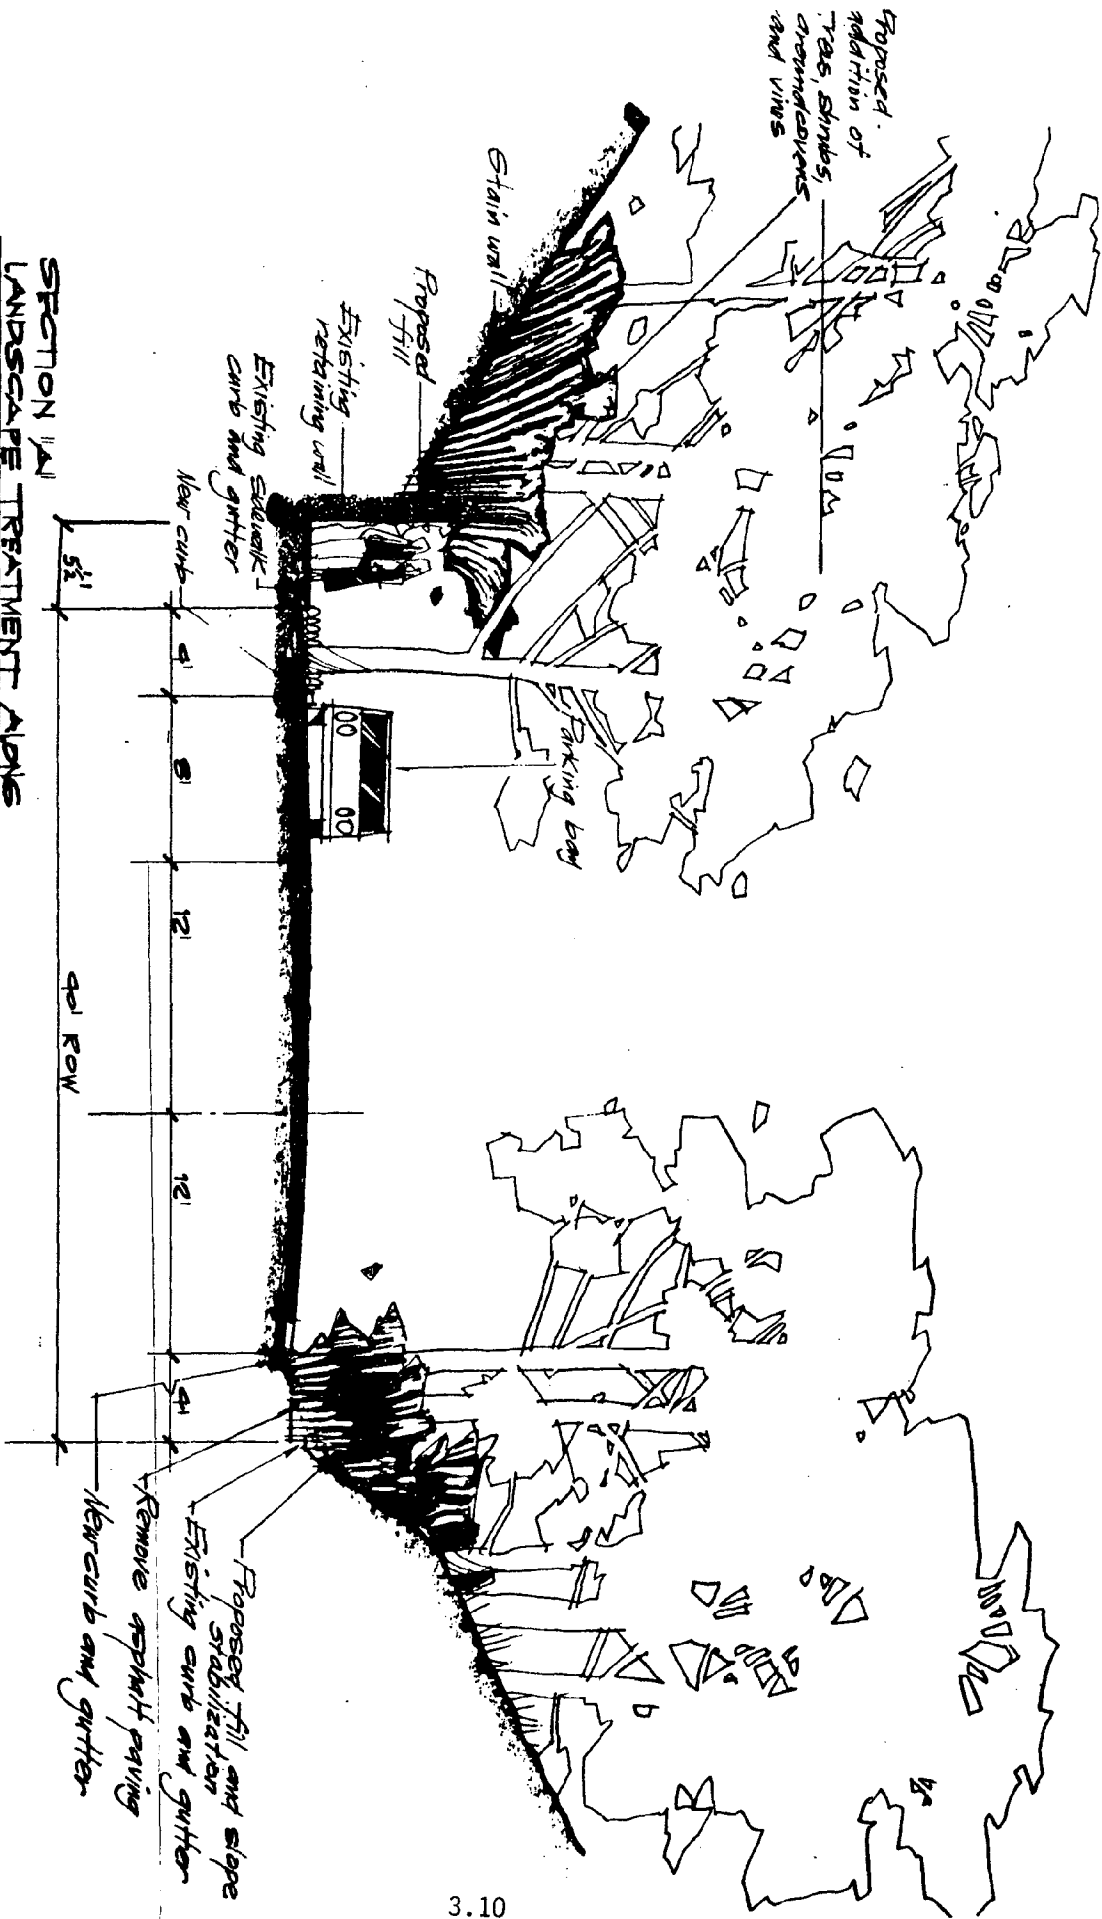 Proposed
addition of
Trees, shrubs,
groundcovers
and vines
Stain wall
Proposed
fill
Existing
retaining wall
Existing sidewalk
curb and gutter
New curb
Parking bay
5½'
4'
8'
12'
12'
4'
40' ROW
Proposed fill and slope
stabilization
Existing curb and gutter
Remove asphalt paving
New curb and gutter
SECTION "A"
LANDSCAPE TREATMENT ALONG
3.10